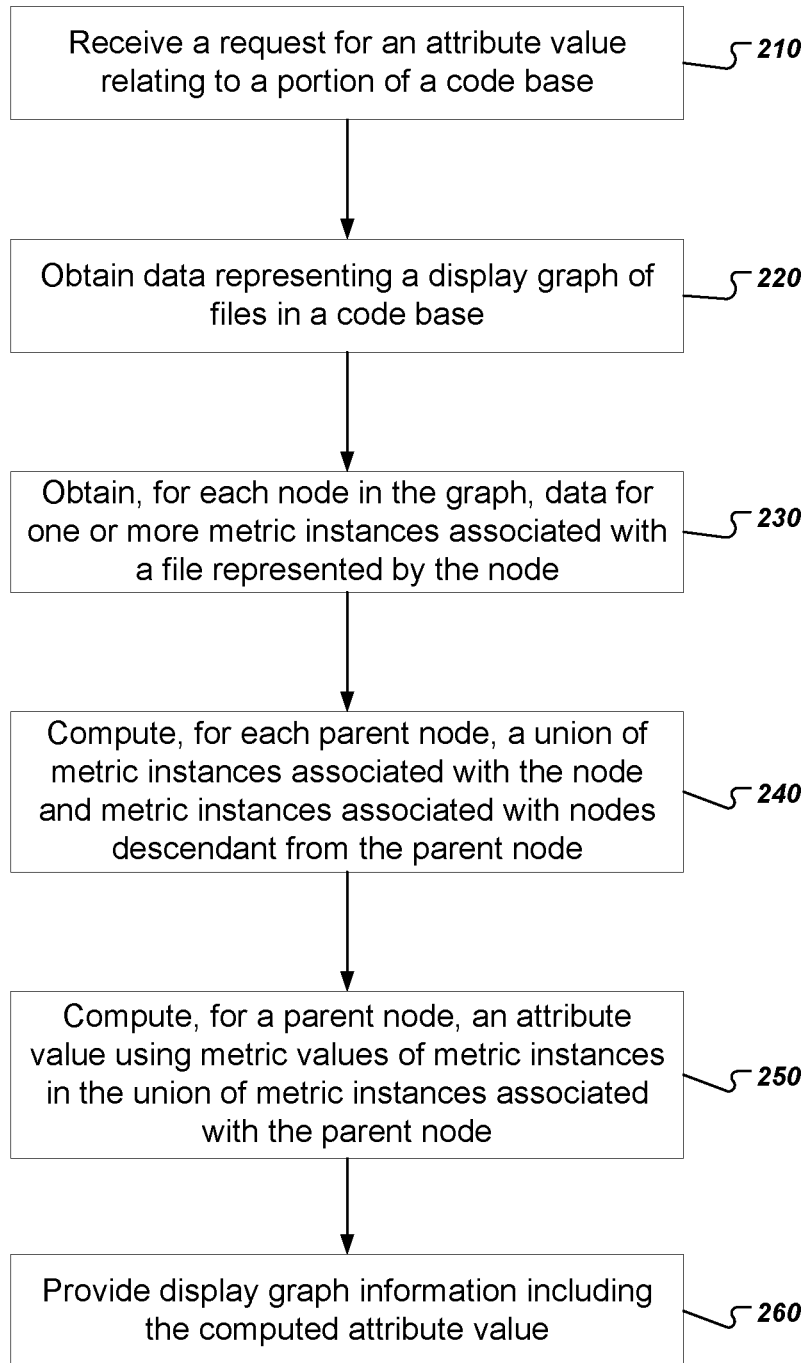 Receive a request for an attribute value
relating to a portion of a code base
210
Obtain data representing a display graph of
files in a code base
220
Obtain, for each node in the graph, data for
one or more metric instances associated with
a file represented by the node
230
Compute, for each parent node, a union of
metric instances associated with the node
and metric instances associated with nodes
descendant from the parent node
240
Compute, for a parent node, an attribute
value using metric values of metric instances
in the union of metric instances associated
with the parent node
250
Provide display graph information including
the computed attribute value
260